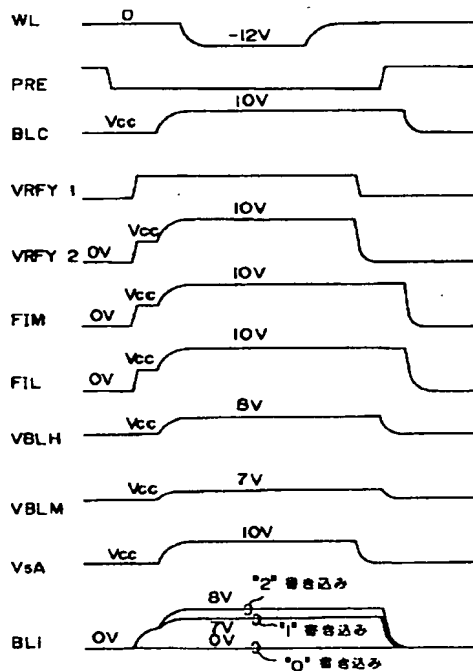 WL 0 -12V
PRE
BLC Vcc 10V
VRFY 1
VRFY 2 0V Vcc 10V
FIM 0V Vcc 10V
FIL 0V Vcc 10V
VBLH Vcc 8V
VBLM Vcc 7V
VsA Vcc 10V
8V "2" 書き込み
7V "1" 書き込み
BLi 0V 0V "0" 書き込み